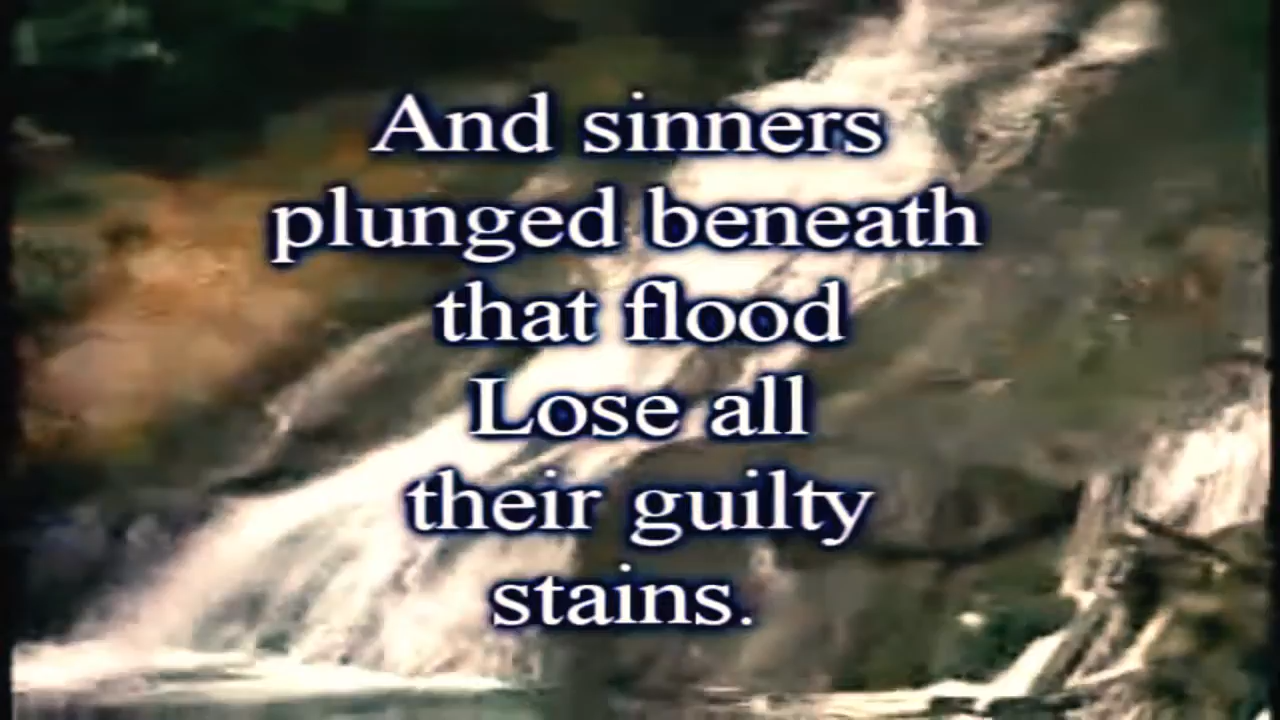 And sinners
plunged beneath
that flood
Lose all
their guilty
stains.